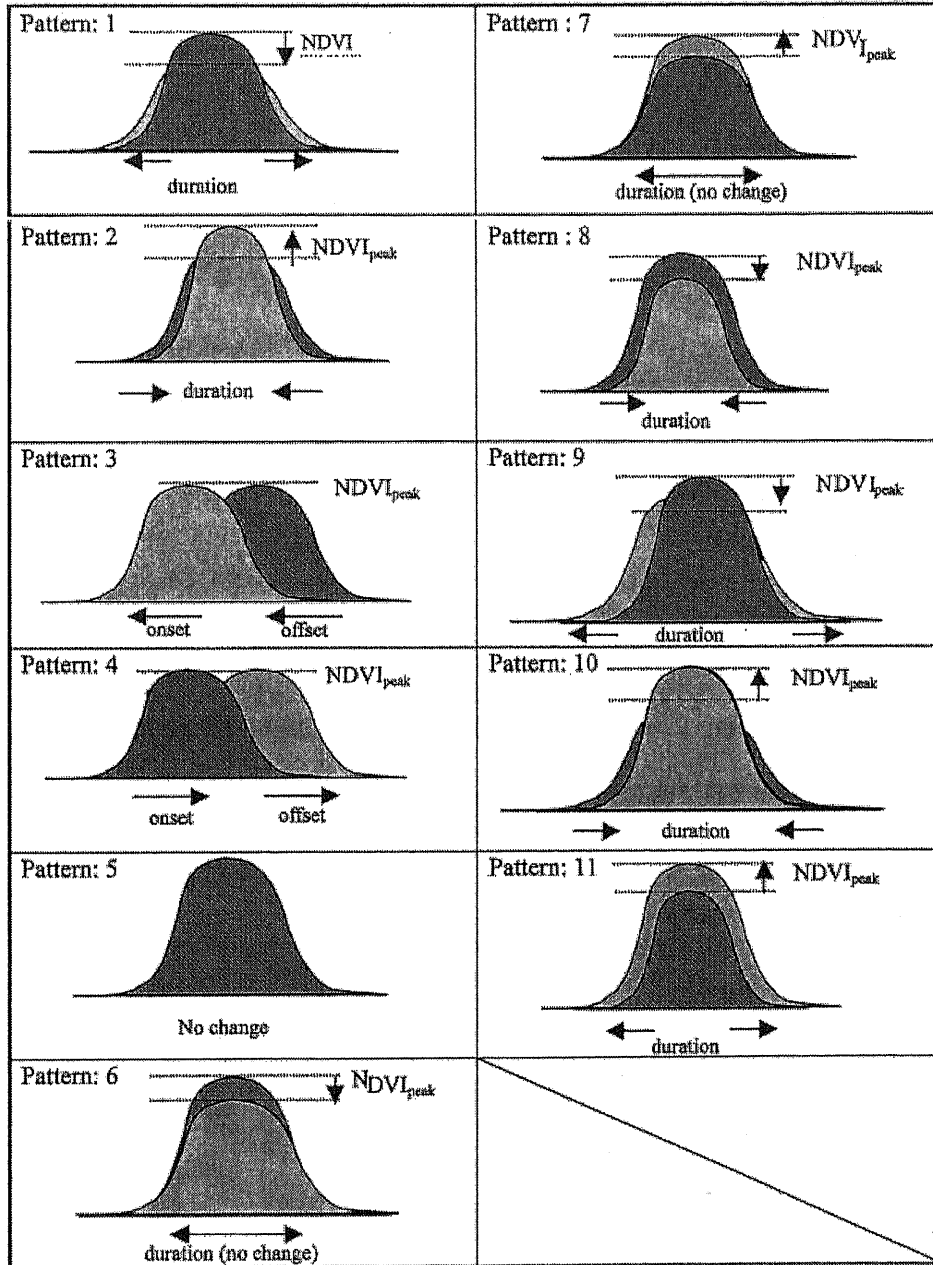 Pattern: 1
NDVI
duration
Pattern : 7
NDVIpeak
duration (no change)
Pattern: 2
NDVIpeak
duration
Pattern : 8
NDVIpeak
duration
Pattern: 3
NDVIpeak
onset
offset
Pattern: 9
NDVIpeak
duration
Pattern: 4
NDVIpeak
onset
offset
Pattern: 10
NDVIpeak
duration
Pattern: 5
No change
Pattern: 11
NDVIpeak
duration
Pattern: 6
NDVIpeak
duration (no change)